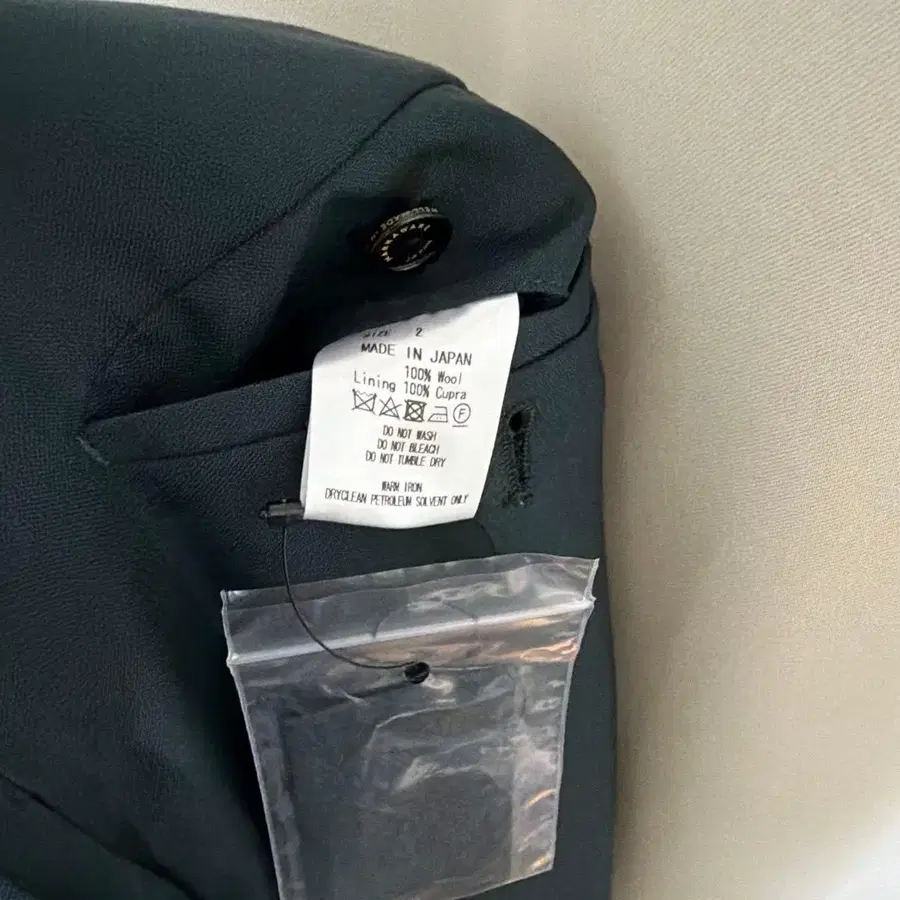 MARKAWARE
SIZE 2
MADE IN JAPAN
100% Wool
Lining 100% Cupra
F
DO NOT WASH
DO NOT BLEACH
DO NOT TUMBLE DRY
WARM IRON
DRYCLEAN PETROLEUM SOLVENT ONLY